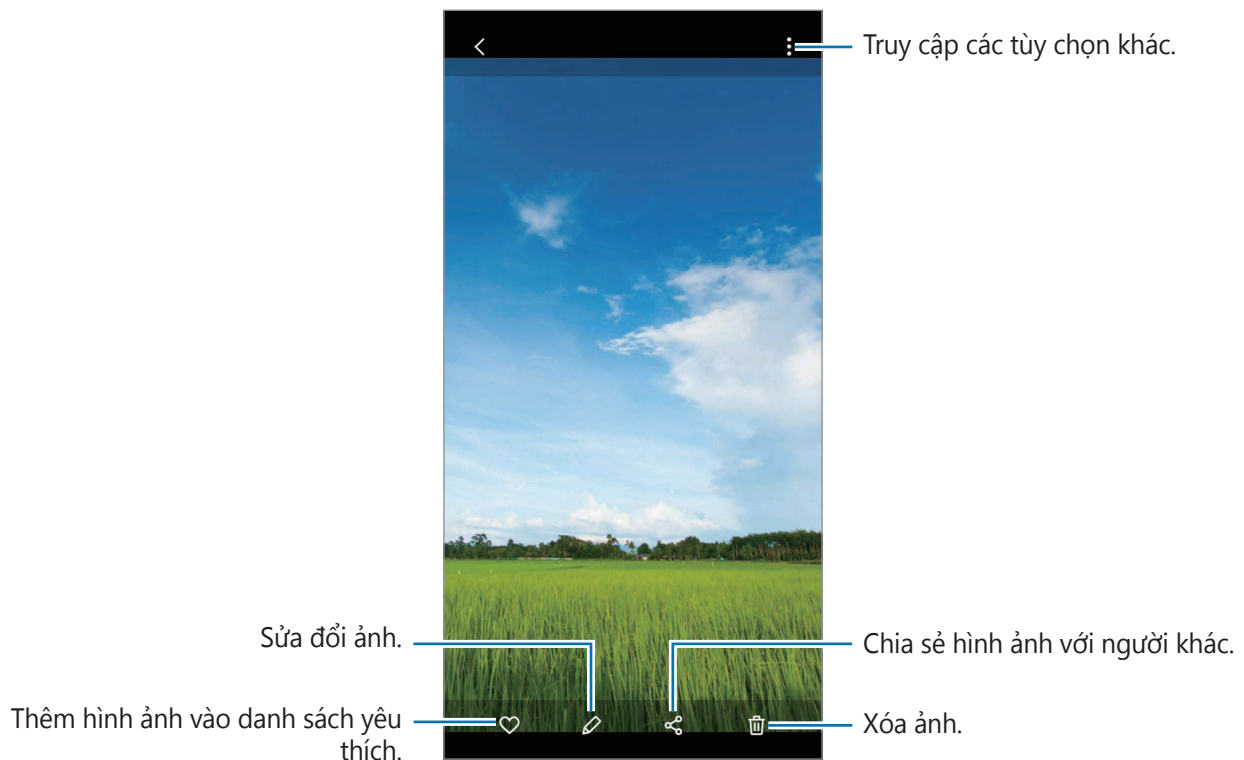 Truy cập các tùy chọn khác.
Sửa đổi ảnh.
Chia sẻ hình ảnh với người khác.
Thêm hình ảnh vào danh sách yêu
thích.
Xóa ảnh.